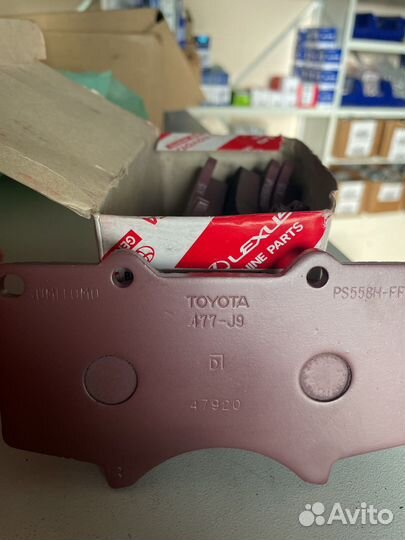 LEXUS
GENUINE PARTS
SUMITOMO
TOYOTA
PS558H-FF
477-J9
47920
Avito